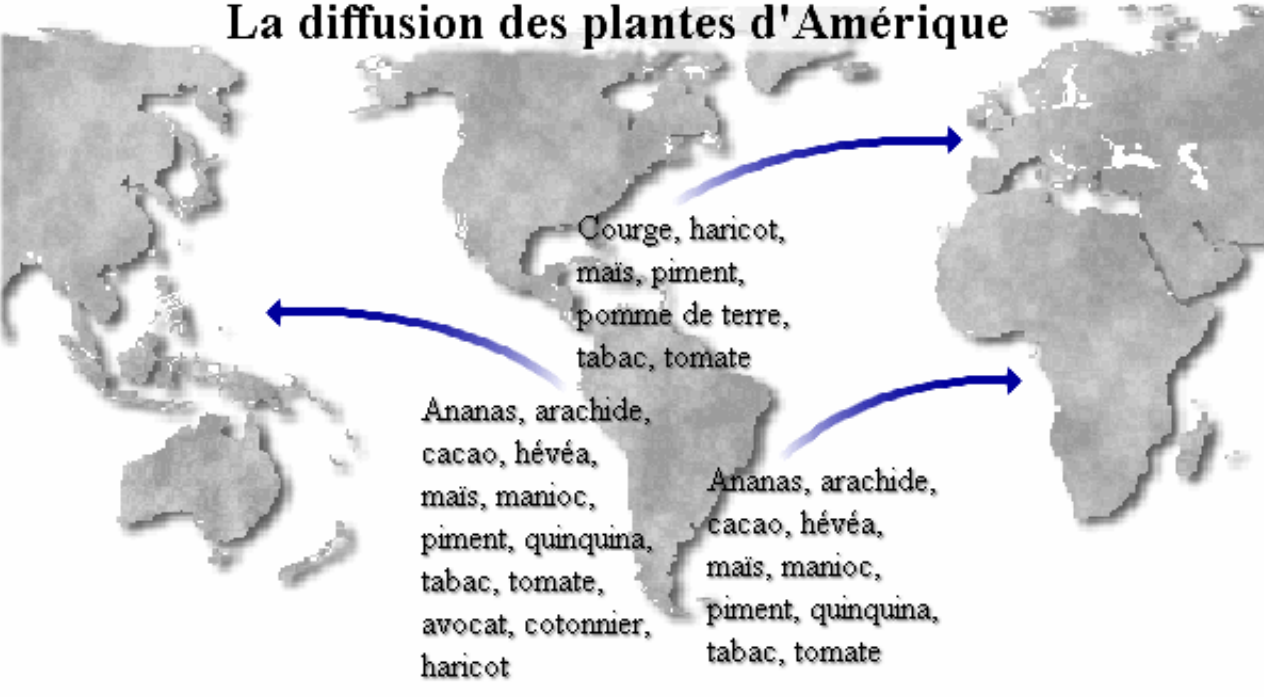 La diffusion des plantes d'Amérique
Courge, haricot,
maïs, piment,
pomme de terre,
tabac, tomate
Ananas, arachide,
cacao, hévéa,
maïs, manioc,
piment, quinquina,
tabac, tomate,
avocat, cotonnier,
haricot
Ananas, arachide,
cacao, hévéa,
maïs, manioc,
piment, quinquina,
tabac, tomate